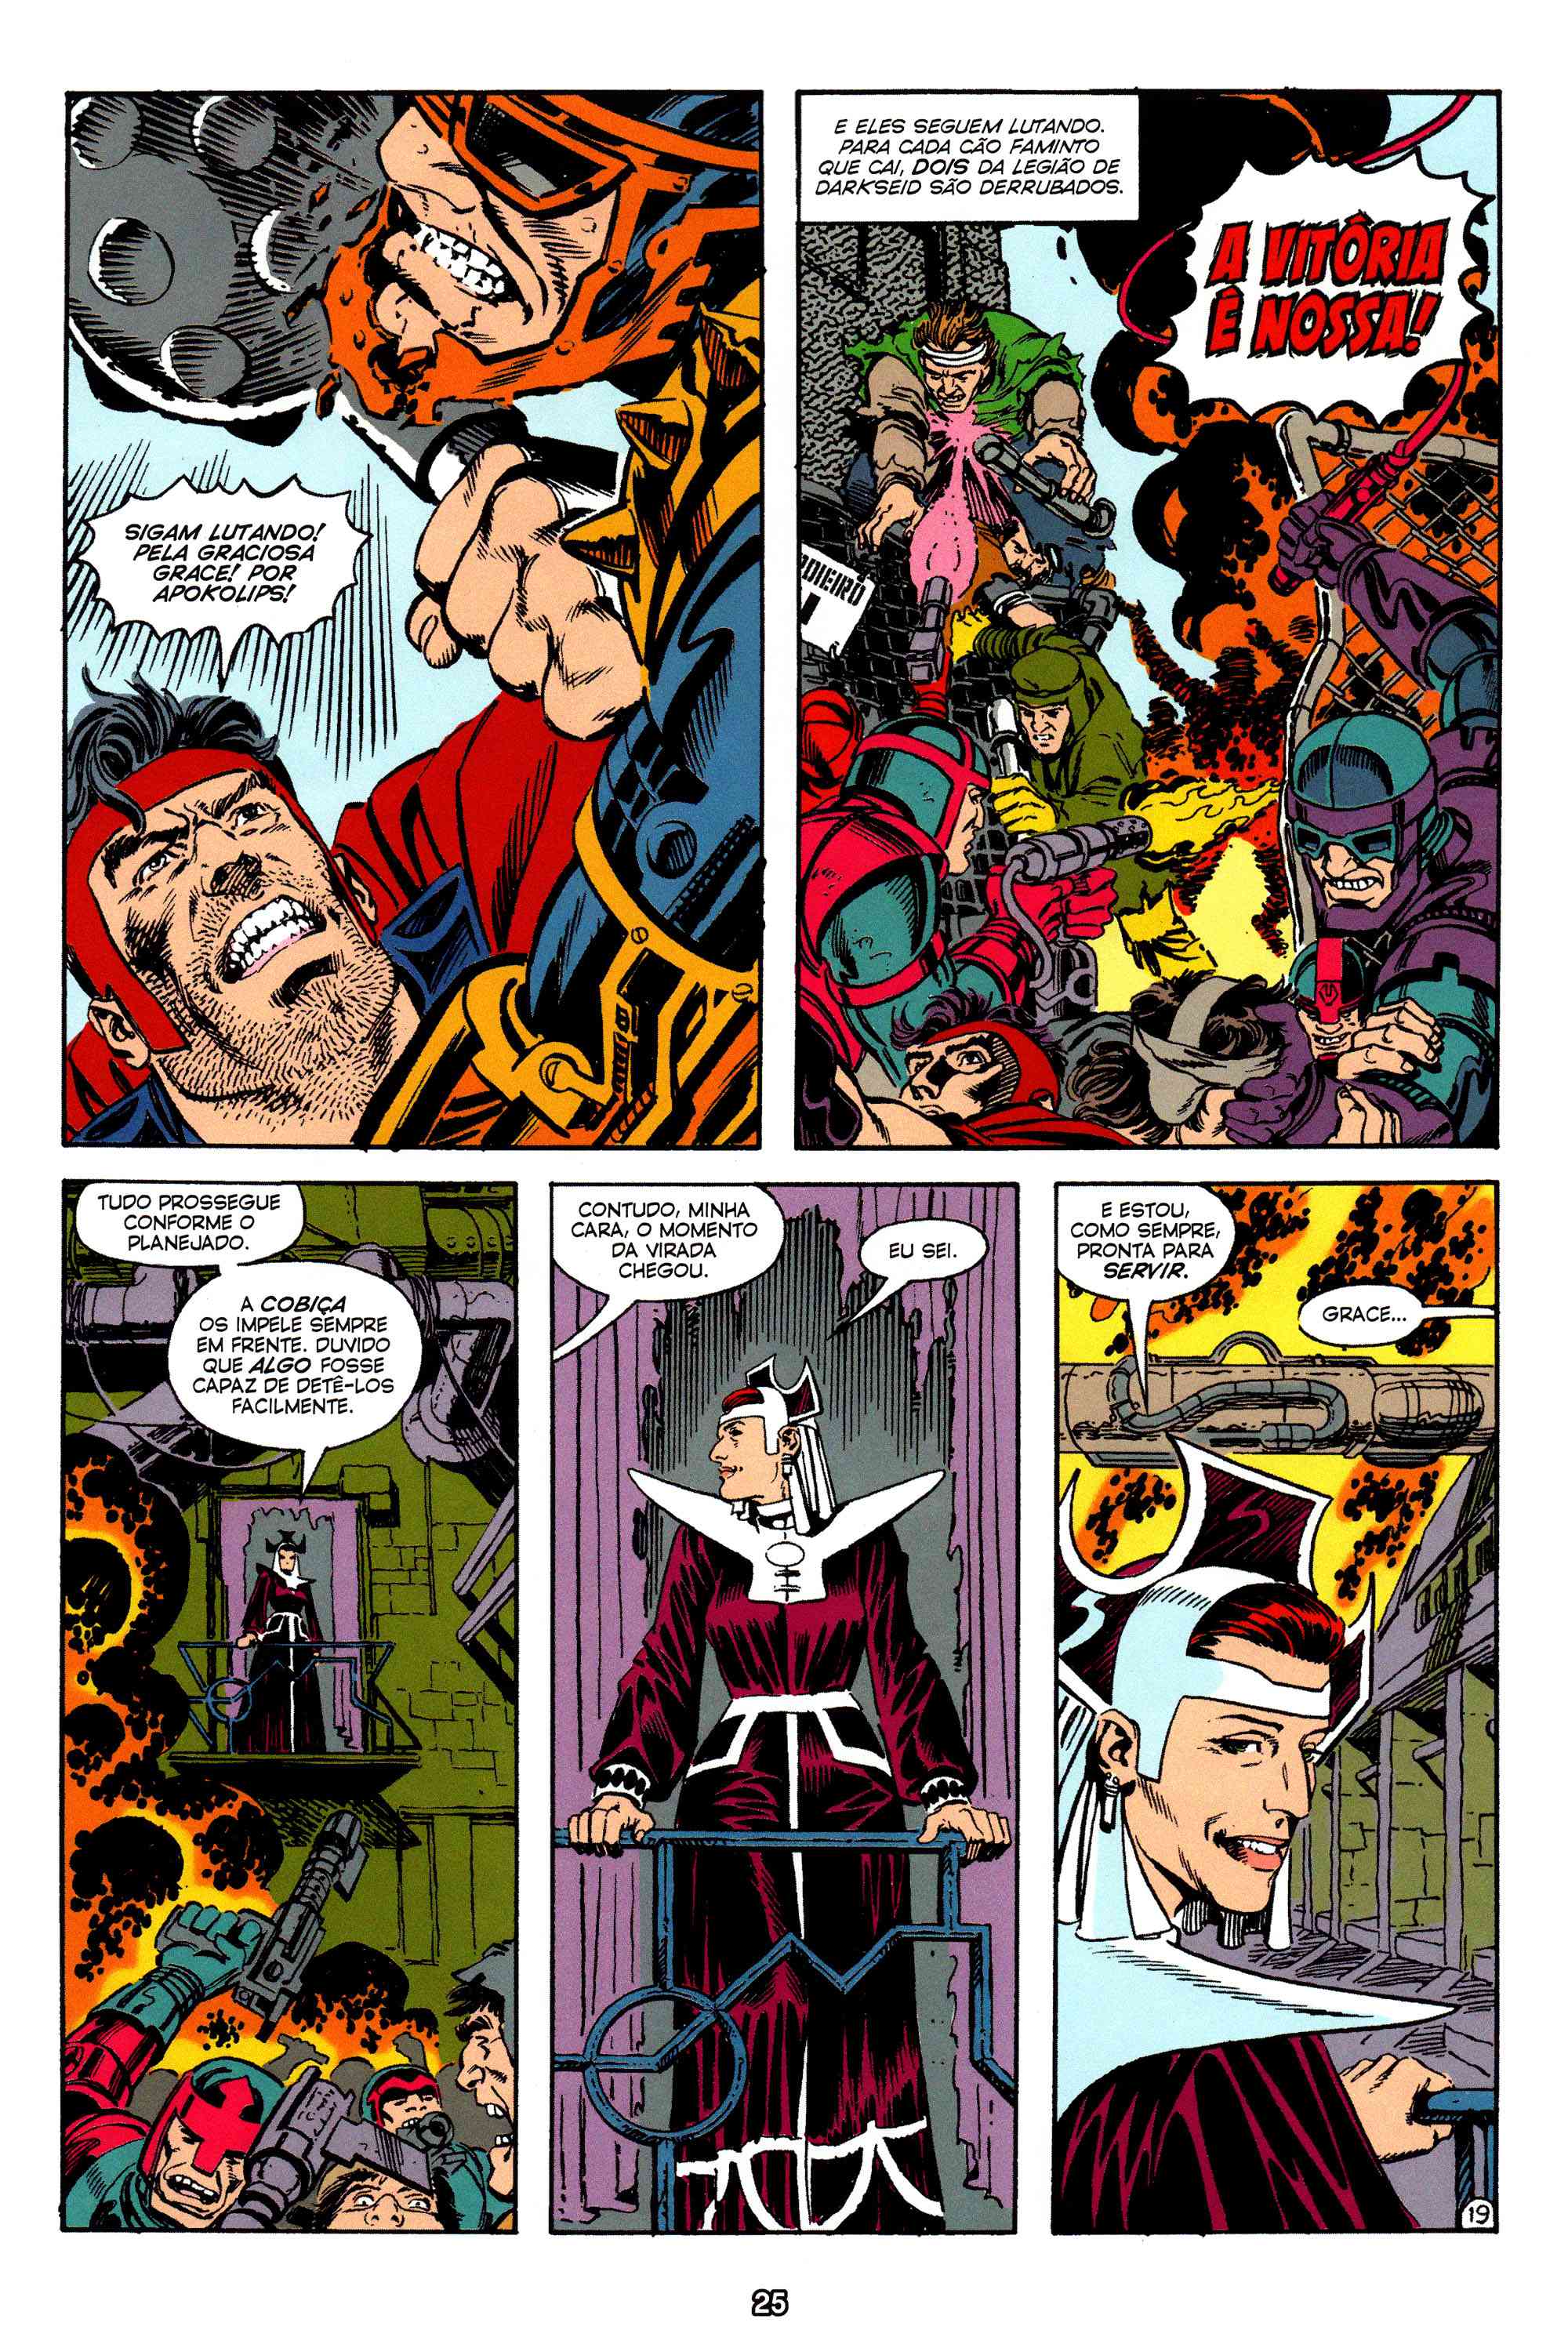 SIGAM LUTANDO!
PELA GRACIOSA
GRACE! POR
APOKOLIPS!
E ELES SEGUEM LUTANDO.
PARA CADA CÃO FAMINTO
QUE CAI, DOIS DA LEGIÃO DE
DARKSEID SÃO DERRUBADOS.
A VITÔRIA
É NOSSA!
TUDO PROSSEGUE
CONFORME O
PLANEJADO.
A COBIÇA
OS IMPELE SEMPRE
EM FRENTE. DUVIDO
QUE ALGO FOSSE
CAPAZ DE DETÊ-LOS
FACILMENTE.
CONTUDO, MINHA
CARA, O MOMENTO
DA VIRADA
CHEGOU.
EU SEI.
E ESTOU,
COMO SEMPRE,
PRONTA PARA
SERVIR.
GRACE...
19
25